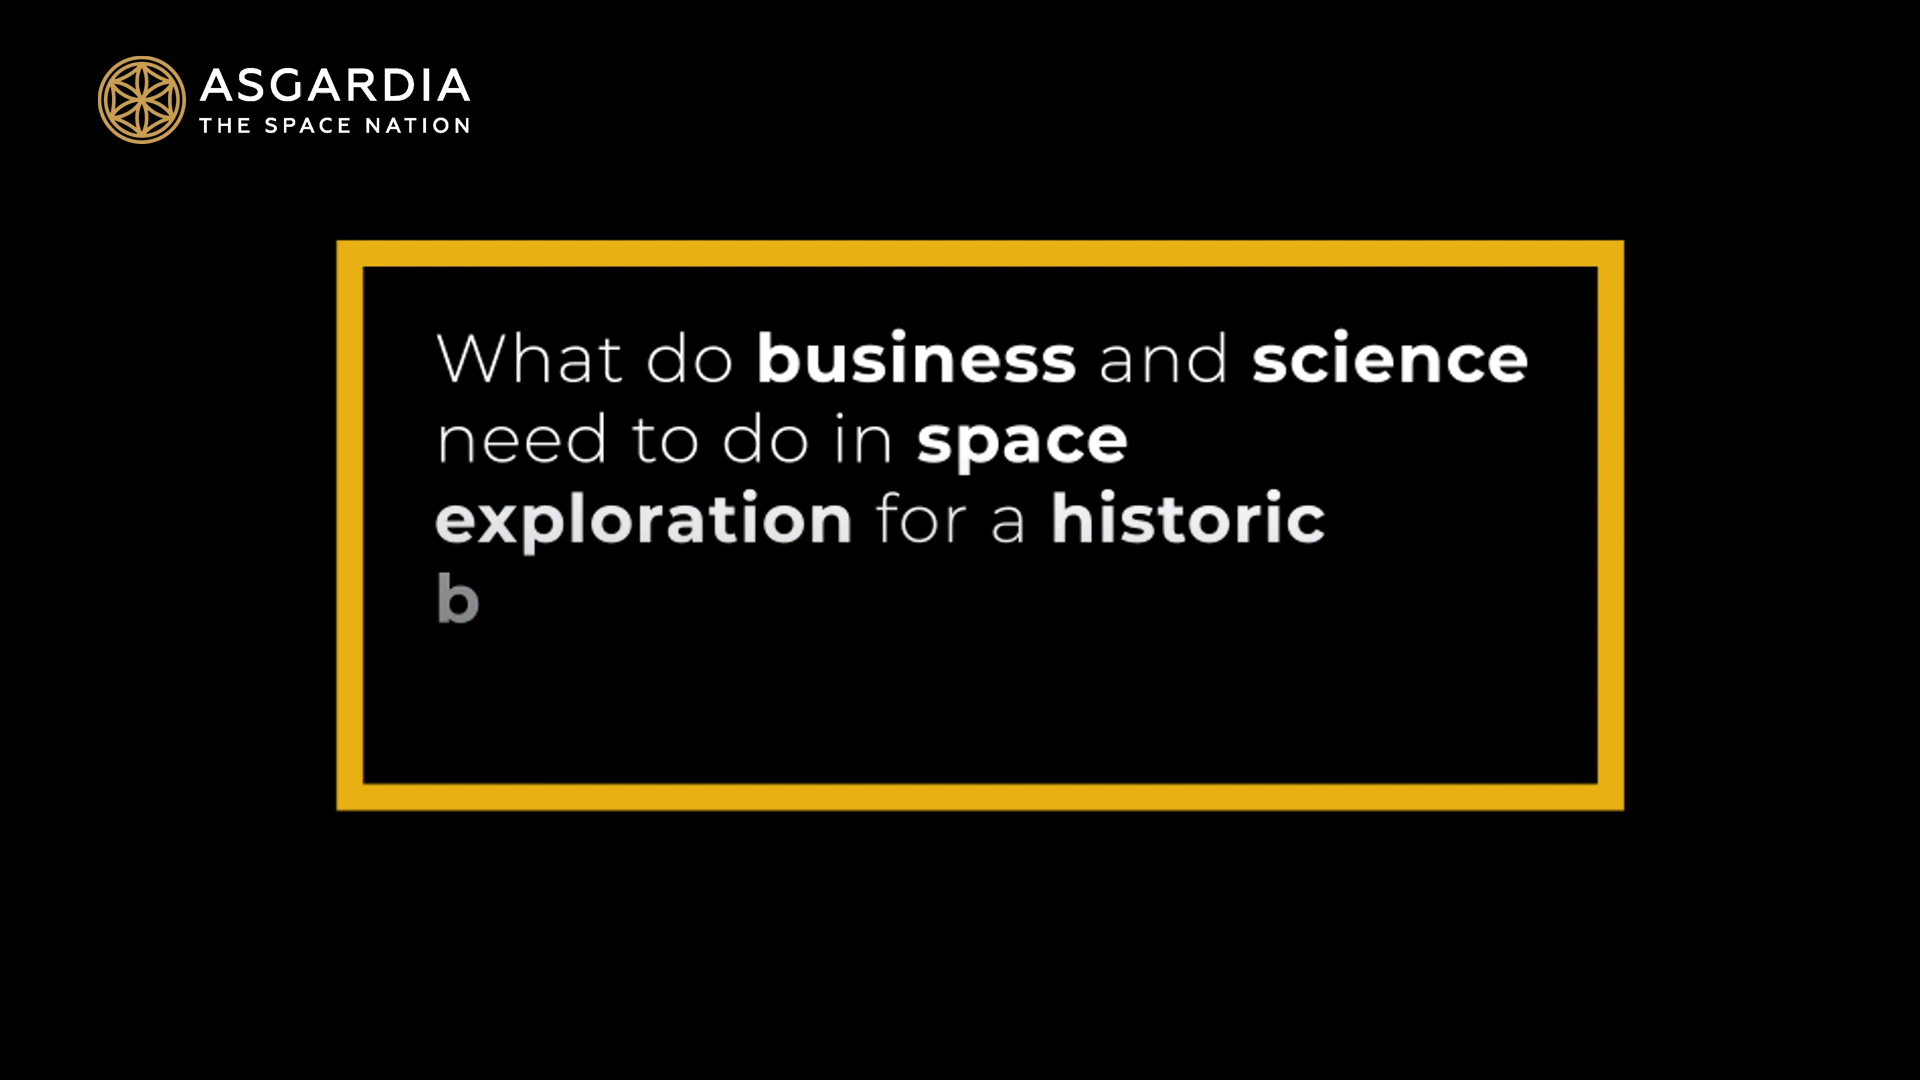 ASGARDIA
THE SPACE NATION
What do business and science
need to do in space
exploration for a historic
b